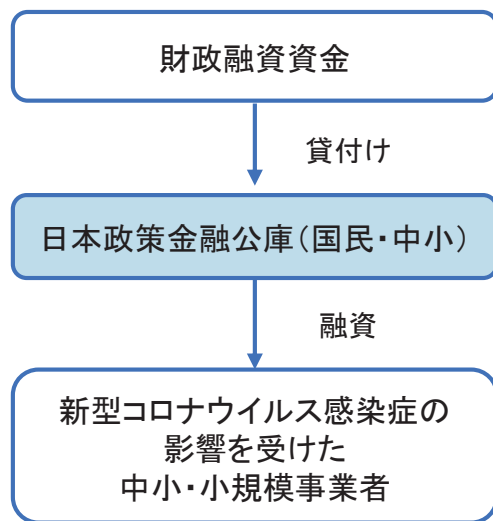 財政融資資金
貸付け
日本政策金融公庫(国民・中小)
融資
新型コロナウイルス感染症の
影響を受けた
中小・小規模事業者